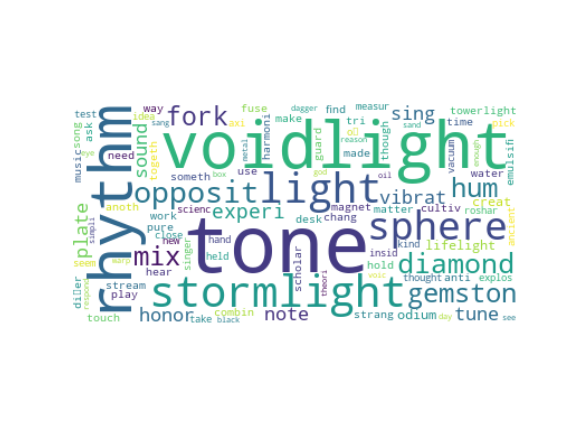 test
way
fork
fuse
dagger
find
measur
sing
towerlight
song
ask
idea
sang
axi
make
tri
oil
though
time
pick
music
eye
need
sound
voidlight
harmoni
metal
guard
made
sand
vacuum
enough
water
emulsifi
togeth
someth
box
use
god
reason
rhythm
opposit
light
vibrat
hum
anoth
scienc
magnet
matter
cultiv
creat
roshar
ancient
plate
simpli
work
experi
desk
chang
sphere
pure
tone
mix
new
hand
insid
kind
lifelight
seem
warp
hear
singer
held
scholar
theori
hold
voic
thought
anti
diamond
explos
respond
stream
play
stormlight
gemston
touch
honor
take
combin
black
note
strang
odium
day
tune
see
close